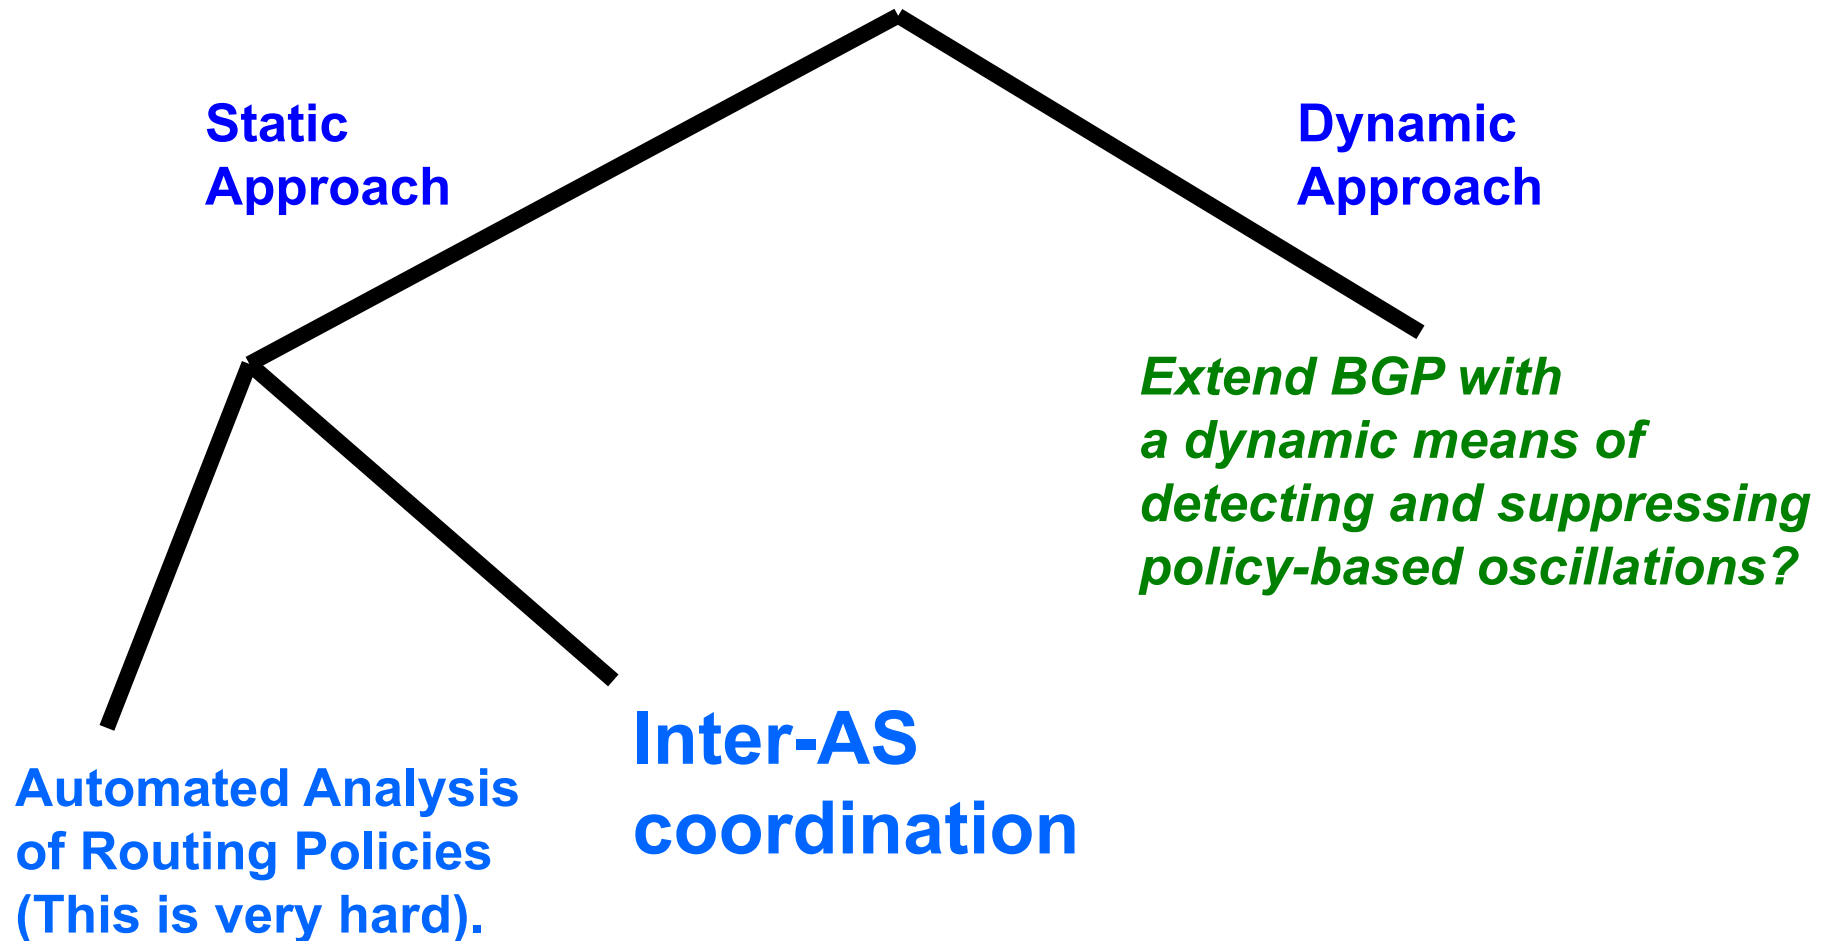 Static
Approach
Dynamic
Approach
Extend BGP with
a dynamic means of
detecting and suppressing
policy-based oscillations?
Inter-AS
coordination
Automated Analysis
of Routing Policies
(This is very hard).